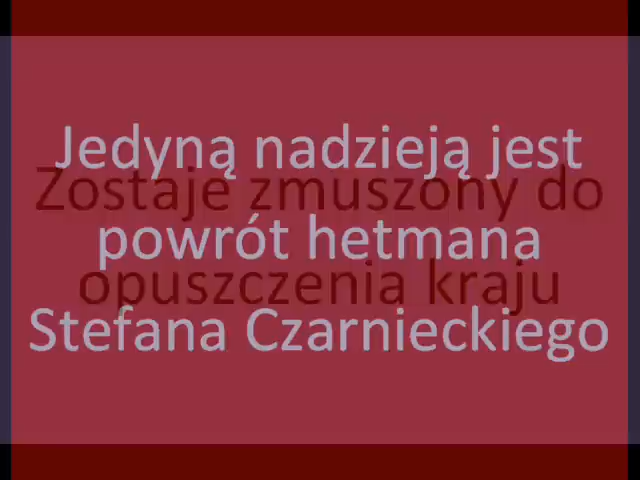 Jedyną nadzieją jest
Zostaje zmuszony do
powrót hetmana
opuszczenia kraju
Stefana Czarnieckiego